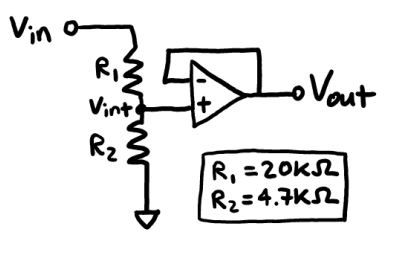 Vin
R1
Vint
R2
-
+
Vout
R1 = 20KΩ
R2 = 4.7KΩ